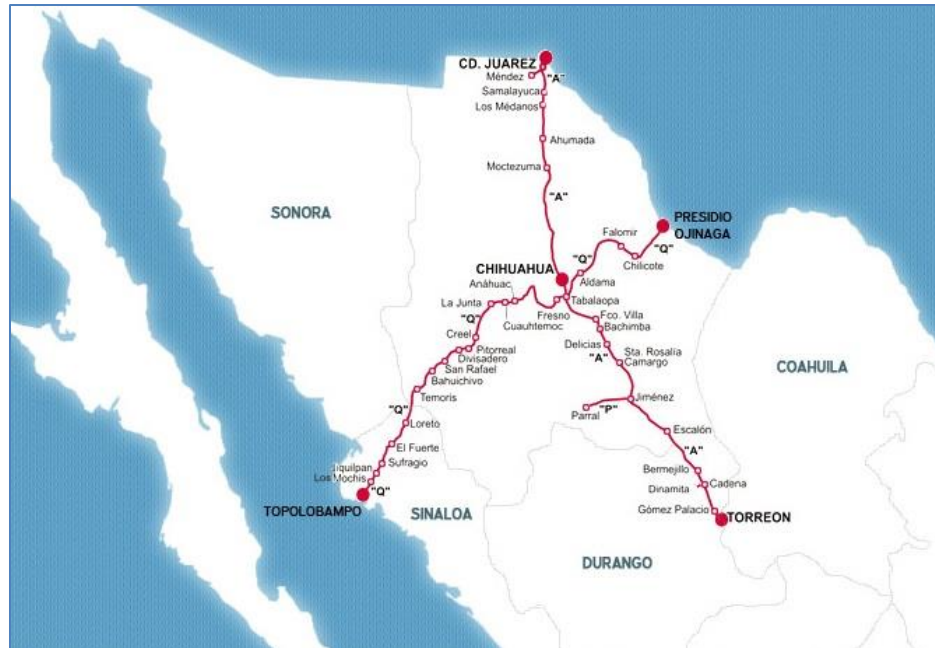 CD. JUAREZ
Méndez
"A"
Samalayuca
Los Médanos
Ahumada
Moctezuma
"A"
SONORA
PRESIDIO
OJINAGA
Falomir
"Q"
"Q"
Chilicote
CHIHUAHUA
Aldama
Anáhuac
La Junta
Tabalaopa
Fresno
Cuauhtemoc
"Q"
Fco. Villa
Bachimba
Creel
Delicias
Pitorreal
Divisadero
"A"
Sta. Rosalía
Camargo
San Rafael
COAHUILA
Bahuichivo
Temoris
Jiménez
"Q"
"P"
Parral
Loreto
Escalón
El Fuerte
"A"
Sufragio
Jiquilpan
Bermejillo
Los Mochis
Dinamita
Cadena
"Q"
TOPOLOBAMPO
SINALOA
Gómez Palacio
TORREON
DURANGO